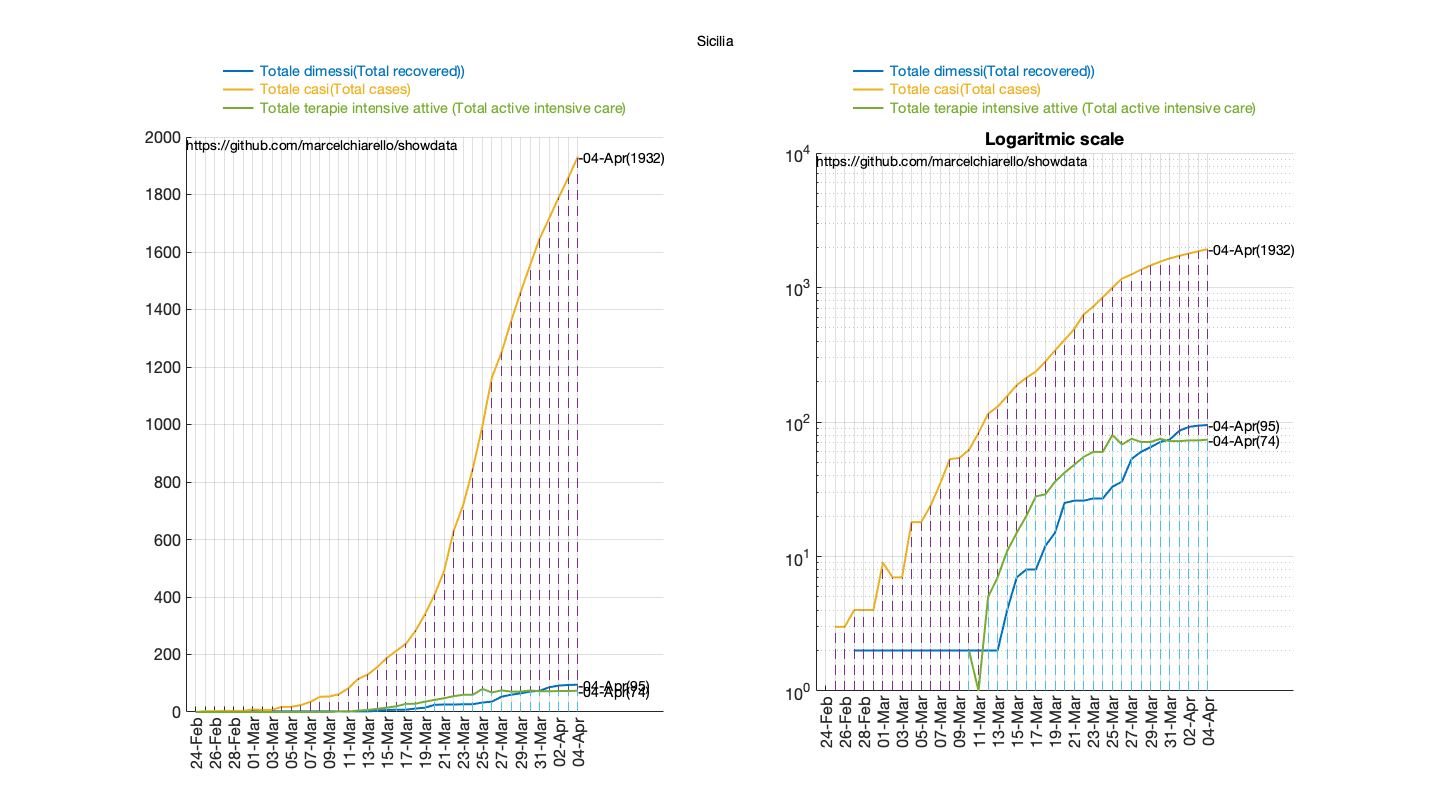 Sicilia
Totale dimessi(Total recovered))
Totale casi(Total cases)
Totale terapie intensive attive (Total active intensive care)
2000
1800
1600
1400
1200
1000
800
600
400
200
0
https://github.com/marcelchiarello/showdata
-04-Apr(1932)
-04-Apr(95)
-04-Apr(74)
24-Feb
26-Feb
28-Feb
01-Mar
03-Mar
05-Mar
07-Mar
09-Mar
11-Mar
13-Mar
15-Mar
17-Mar
19-Mar
21-Mar
23-Mar
25-Mar
27-Mar
29-Mar
31-Mar
02-Apr
04-Apr
Totale dimessi(Total recovered))
Totale casi(Total cases)
Totale terapie intensive attive (Total active intensive care)
Logaritmic scale
10^4
10^3
10^2
10^1
10^0
https://github.com/marcelchiarello/showdata
-04-Apr(1932)
-04-Apr(95)
-04-Apr(74)
24-Feb
26-Feb
28-Feb
01-Mar
03-Mar
05-Mar
07-Mar
09-Mar
11-Mar
13-Mar
15-Mar
17-Mar
19-Mar
21-Mar
23-Mar
25-Mar
27-Mar
29-Mar
31-Mar
02-Apr
04-Apr